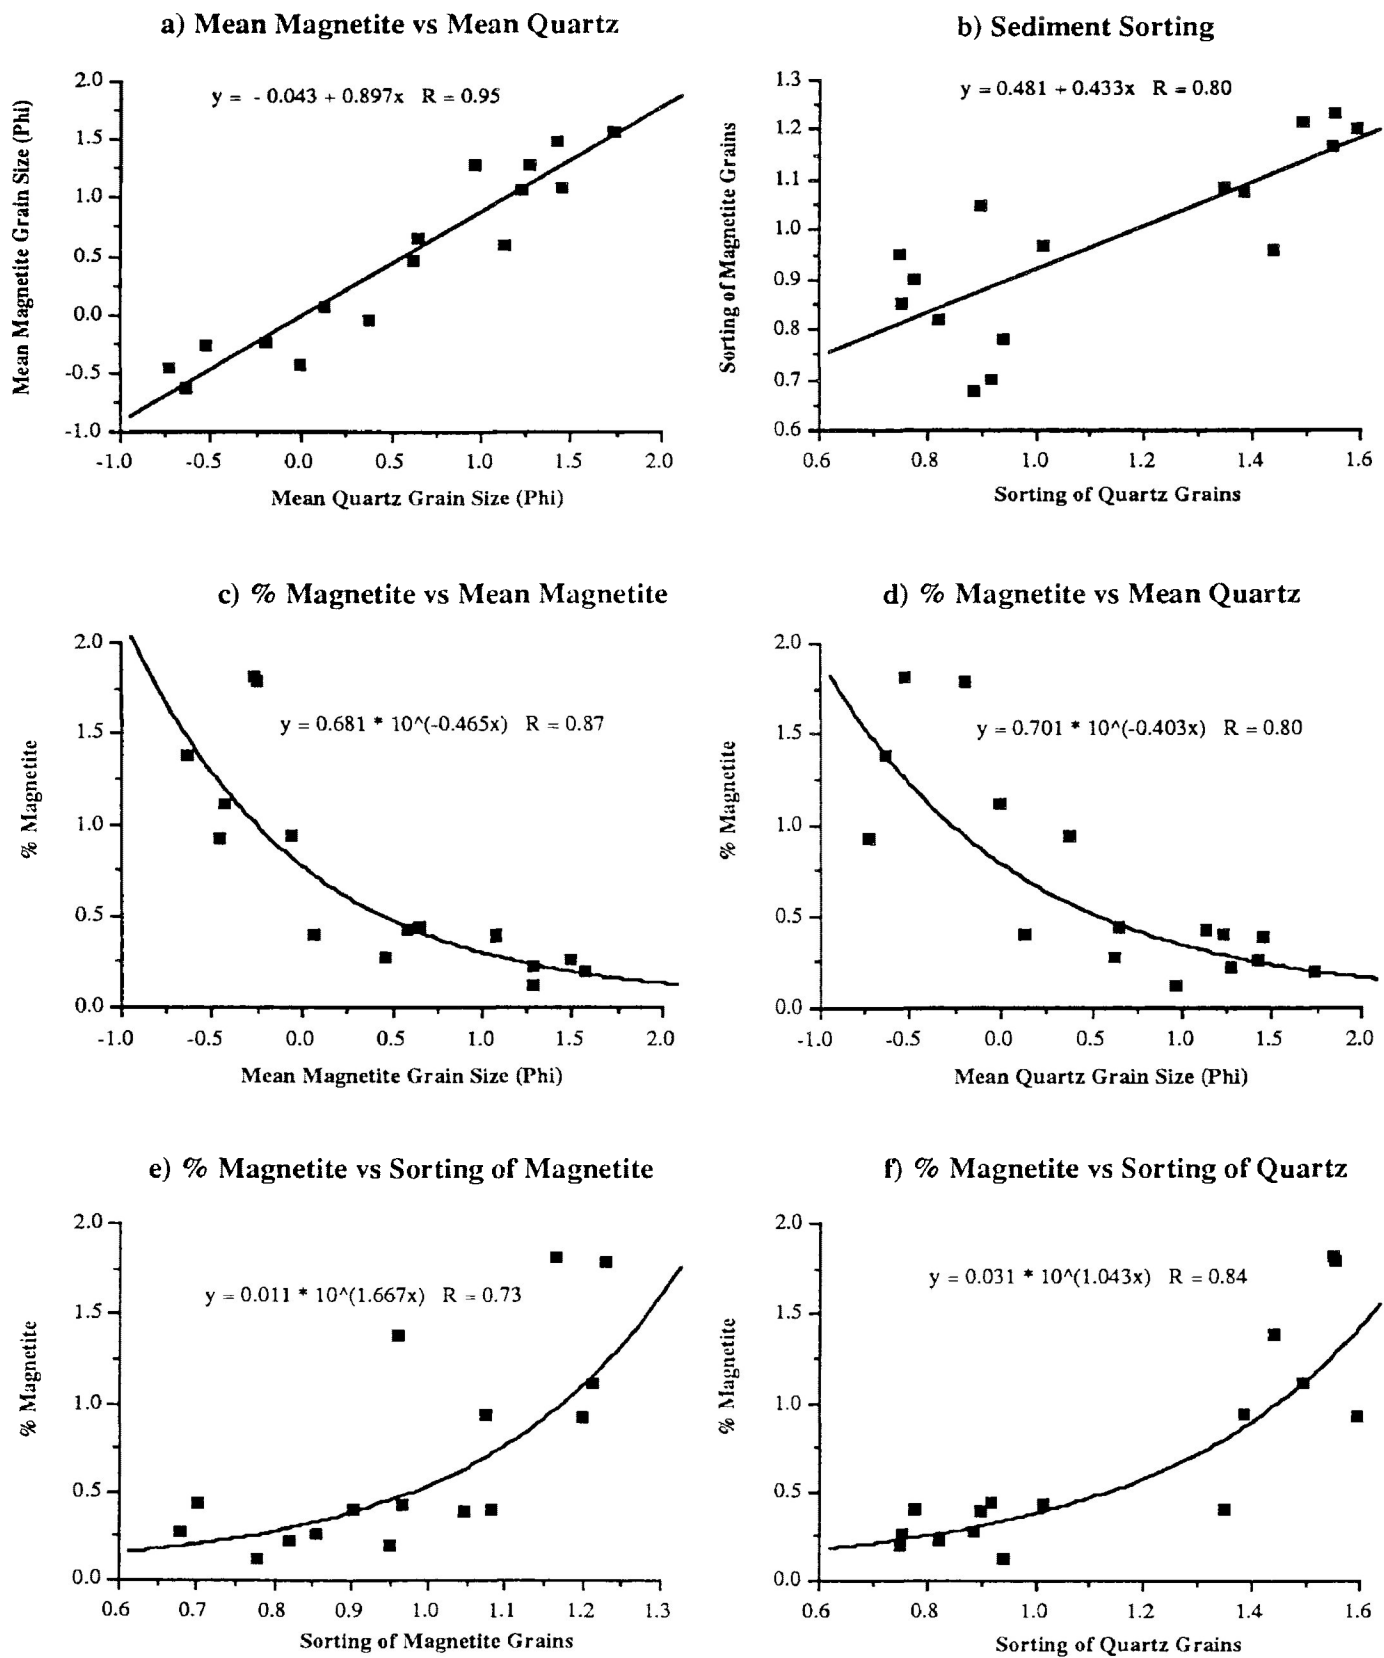 a) Mean Magnetite vs Mean Quartz
y = - 0.043 + 0.897x R = 0.95
Mean Magnetite Grain Size (Phi)
2.0
1.5
1.0
0.5
0.0
-0.5
-1.0
-1.0 -0.5 0.0 0.5 1.0 1.5 2.0
Mean Quartz Grain Size (Phi)
b) Sediment Sorting
y = 0.481 + 0.433x R = 0.80
Sorting of Magnetite Grains
1.3
1.2
1.1
1.0
0.9
0.8
0.7
0.6
0.6 0.8 1.0 1.2 1.4 1.6
Sorting of Quartz Grains
c) % Magnetite vs Mean Magnetite
y = 0.681 * 10^(-0.465x) R = 0.87
% Magnetite
2.0
1.5
1.0
0.5
0.0
-1.0 -0.5 0.0 0.5 1.0 1.5 2.0
Mean Magnetite Grain Size (Phi)
d) % Magnetite vs Mean Quartz
y = 0.701 * 10^(-0.403x) R = 0.80
% Magnetite
2.0
1.5
1.0
0.5
0.0
-1.0 -0.5 0.0 0.5 1.0 1.5 2.0
Mean Quartz Grain Size (Phi)
e) % Magnetite vs Sorting of Magnetite
y = 0.011 * 10^(1.667x) R = 0.73
% Magnetite
2.0
1.5
1.0
0.5
0.0
0.6 0.7 0.8 0.9 1.0 1.1 1.2 1.3
Sorting of Magnetite Grains
f) % Magnetite vs Sorting of Quartz
y = 0.031 * 10^(1.043x) R = 0.84
% Magnetite
2.0
1.5
1.0
0.5
0.0
0.6 0.8 1.0 1.2 1.4 1.6
Sorting of Quartz Grains